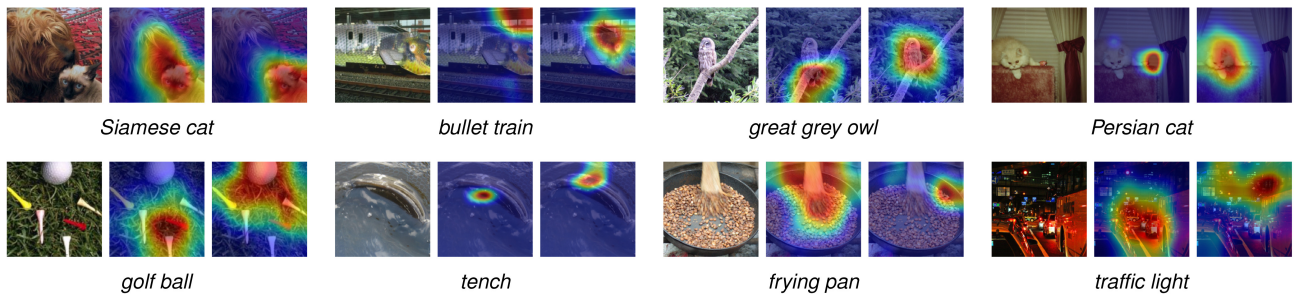 Siamese cat
bullet train
great grey owl
Persian cat
golf ball
tench
frying pan
traffic light